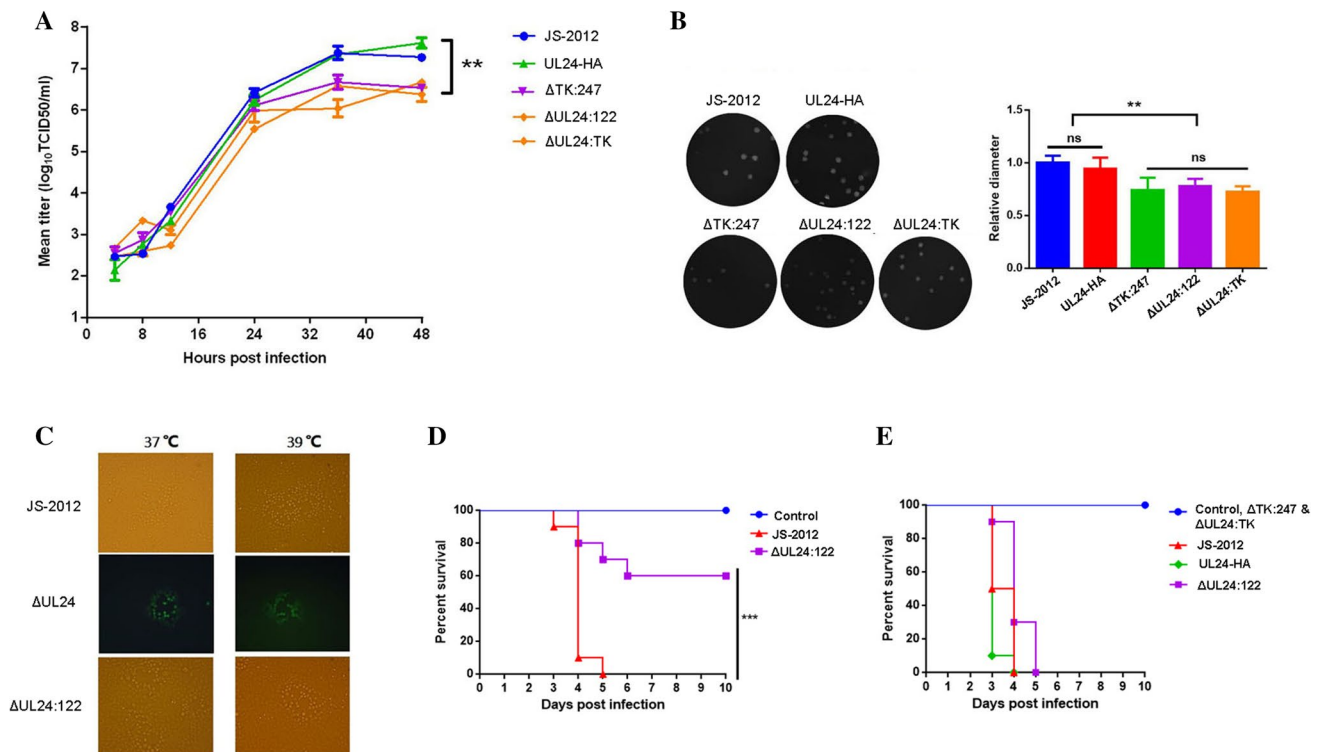 A
Mean titer (log10TCID50/ml)
8
7
6
5
4
3
2
1
0 8 16 24 32 40 48
Hours post infection
**
JS-2012
UL24-HA
ΔTK:247
ΔUL24:122
ΔUL24:TK
B
JS-2012 UL24-HA
ΔTK:247 ΔUL24:122 ΔUL24:TK
Relative diameter
1.5
1.0
0.5
0.0
**
ns
ns
JS-2012 UL24-HA ΔTK:247 ΔUL24:122 ΔUL24:TK
C
37 ℃ 39 ℃
JS-2012
ΔUL24
ΔUL24:122
D
Percent survival
100
80
60
40
20
0
0 1 2 3 4 5 6 7 8 9 10
Days post infection
Control
JS-2012
ΔUL24:122
***
E
Percent survival
100
80
60
40
20
0
0 1 2 3 4 5 6 7 8 9 10
Days post infection
Control, ΔTK:247 &
ΔUL24:TK
JS-2012
UL24-HA
ΔUL24:122